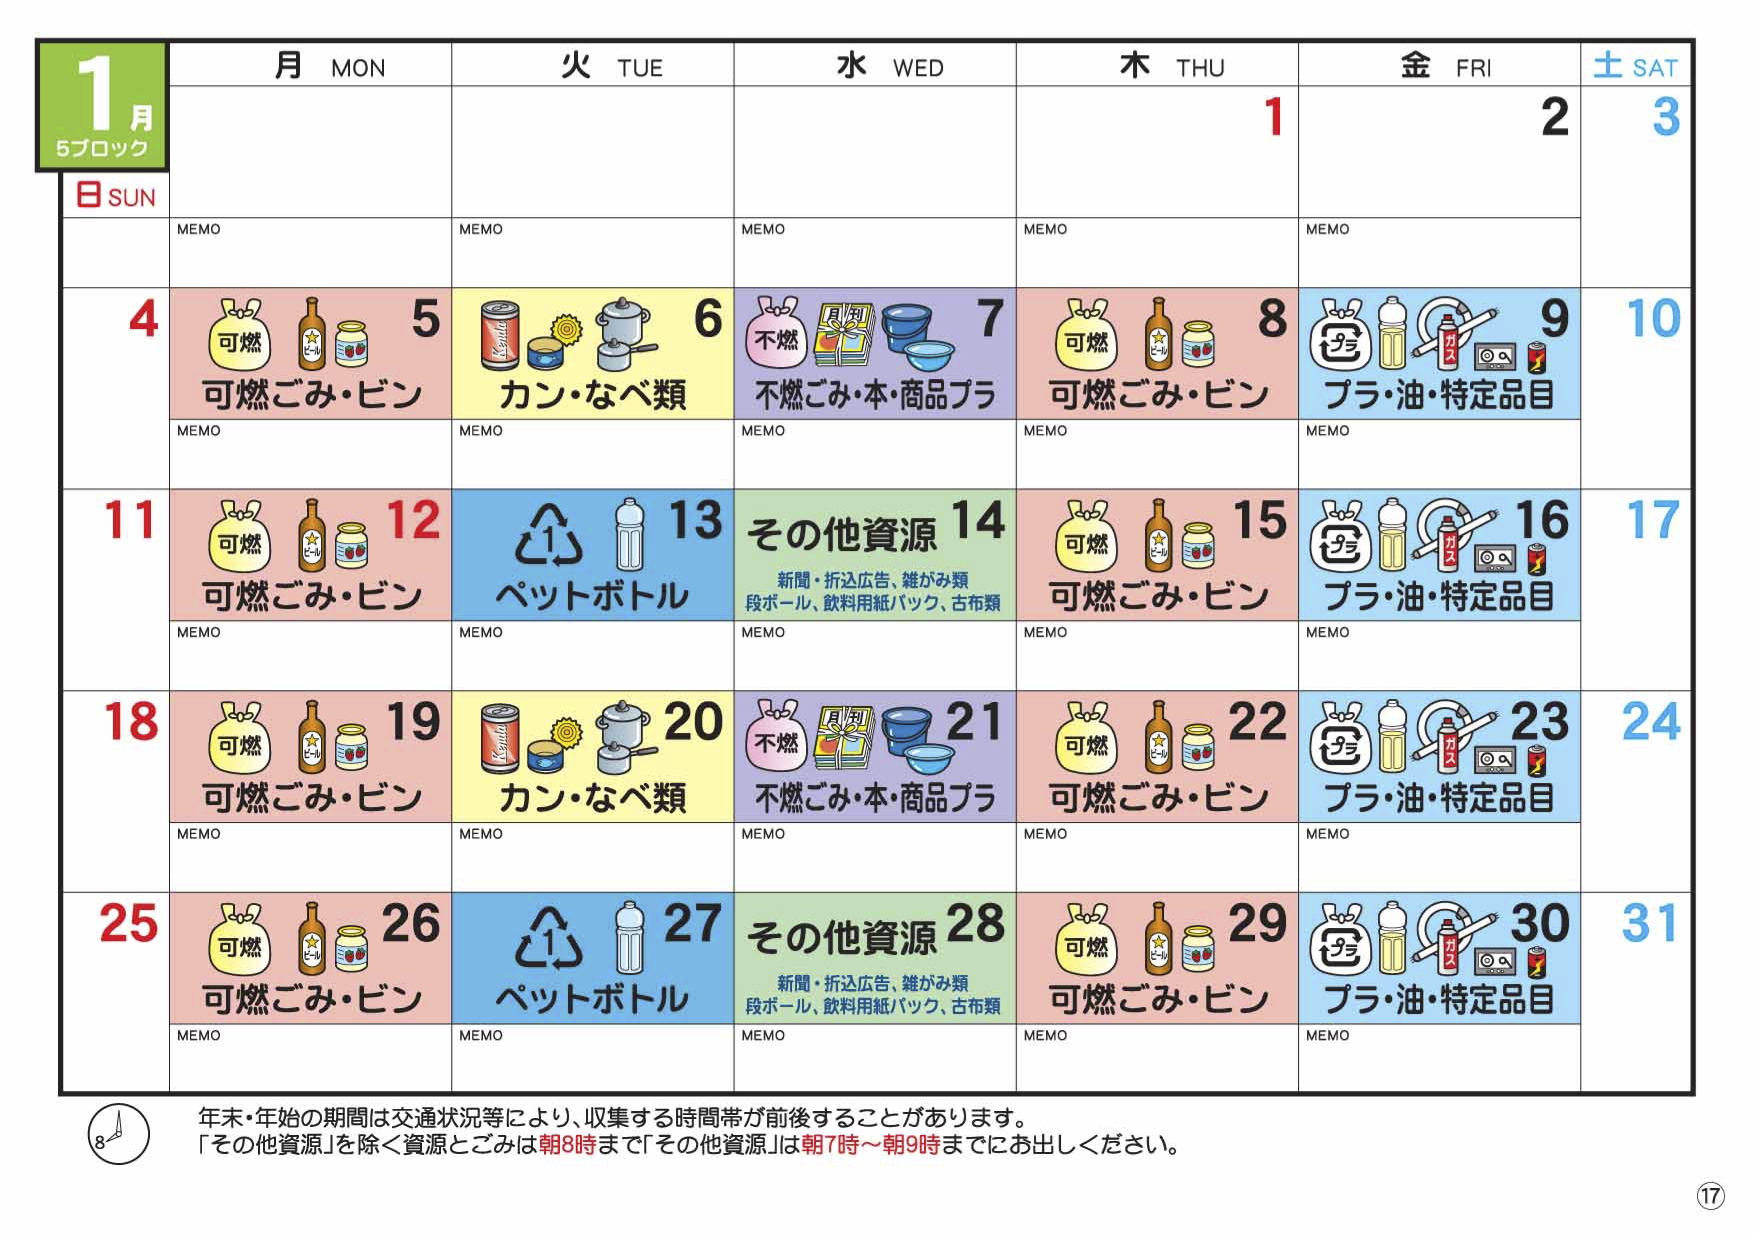 1月
5ブロック
月 MON
火 TUE
水 WED
木 THU
金 FRI
土 SAT
日 SUN
1
2
3
MEMO
MEMO
MEMO
MEMO
MEMO
4
可燃
ビール
5
可燃ごみ・ビン
6
カン・なべ類
不燃
月刊
7
不燃ごみ・本・商品プラ
可燃
ビール
8
可燃ごみ・ビン
プラ
ガス
9
プラ・油・特定品目
10
MEMO
MEMO
MEMO
MEMO
MEMO
11
可燃
ビール
12
可燃ごみ・ビン
1
13
ペットボトル
その他資源 14
新聞・折込広告、雑がみ類
段ボール、飲料用紙パック、古布類
可燃
ビール
15
可燃ごみ・ビン
プラ
ガス
16
プラ・油・特定品目
17
MEMO
MEMO
MEMO
MEMO
MEMO
18
可燃
ビール
19
可燃ごみ・ビン
20
カン・なべ類
不燃
月刊
21
不燃ごみ・本・商品プラ
可燃
ビール
22
可燃ごみ・ビン
プラ
ガス
23
プラ・油・特定品目
24
MEMO
MEMO
MEMO
MEMO
MEMO
25
可燃
ビール
26
可燃ごみ・ビン
1
27
ペットボトル
その他資源 28
新聞・折込広告、雑がみ類
段ボール、飲料用紙パック、古布類
可燃
ビール
29
可燃ごみ・ビン
プラ
ガス
30
プラ・油・特定品目
31
MEMO
MEMO
MEMO
MEMO
MEMO
8
年末・年始の期間は交通状況等により、収集する時間帯が前後することがあります。
「その他資源」を除く資源とごみは朝8時まで「その他資源」は朝7時～朝9時までにお出しください。
⑰